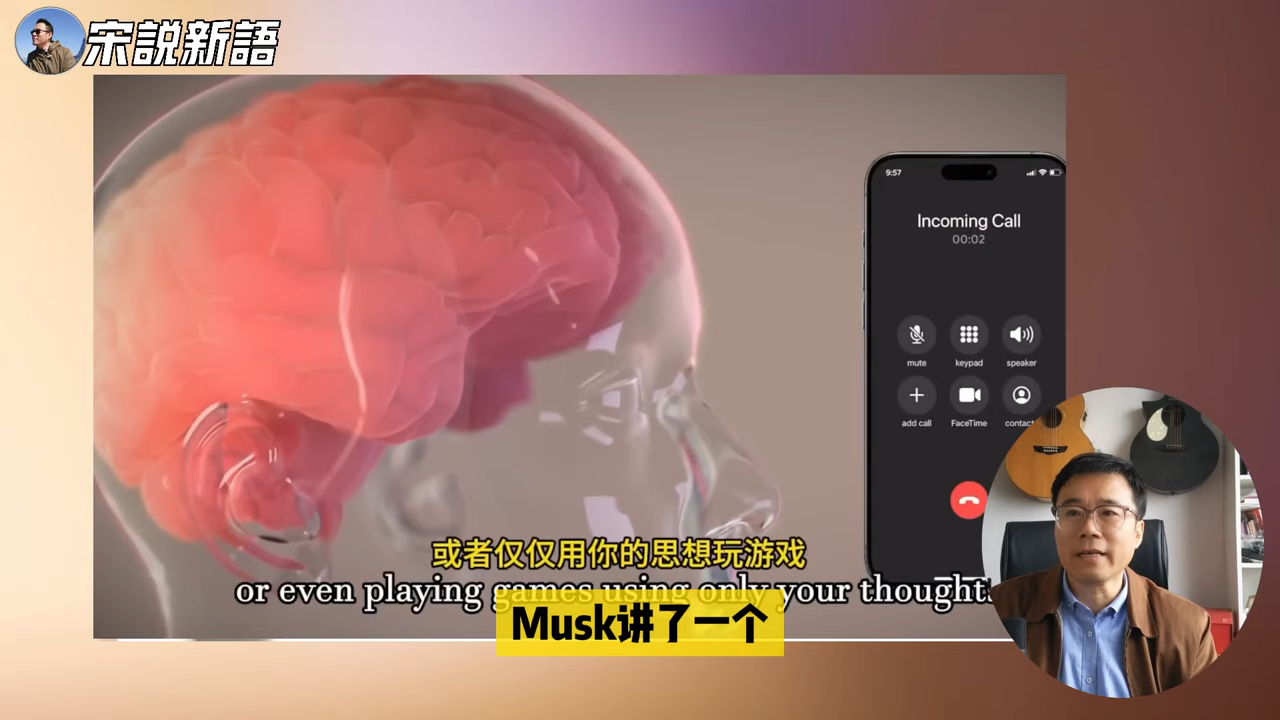 宋説新語
9:57
Incoming Call
00:02
mute
keypad
speaker
add call
FaceTime
或者仅仅用你的思想玩游戏
or even playing games using only your thoughts
Musk讲了一个